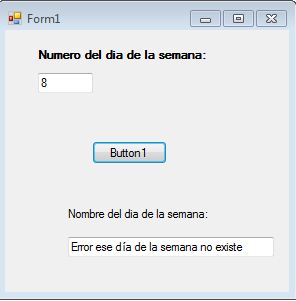 Form1
Numero del dia de la semana:
8
Button1
Nombre del dia de la semana:
Error ese día de la semana no existe